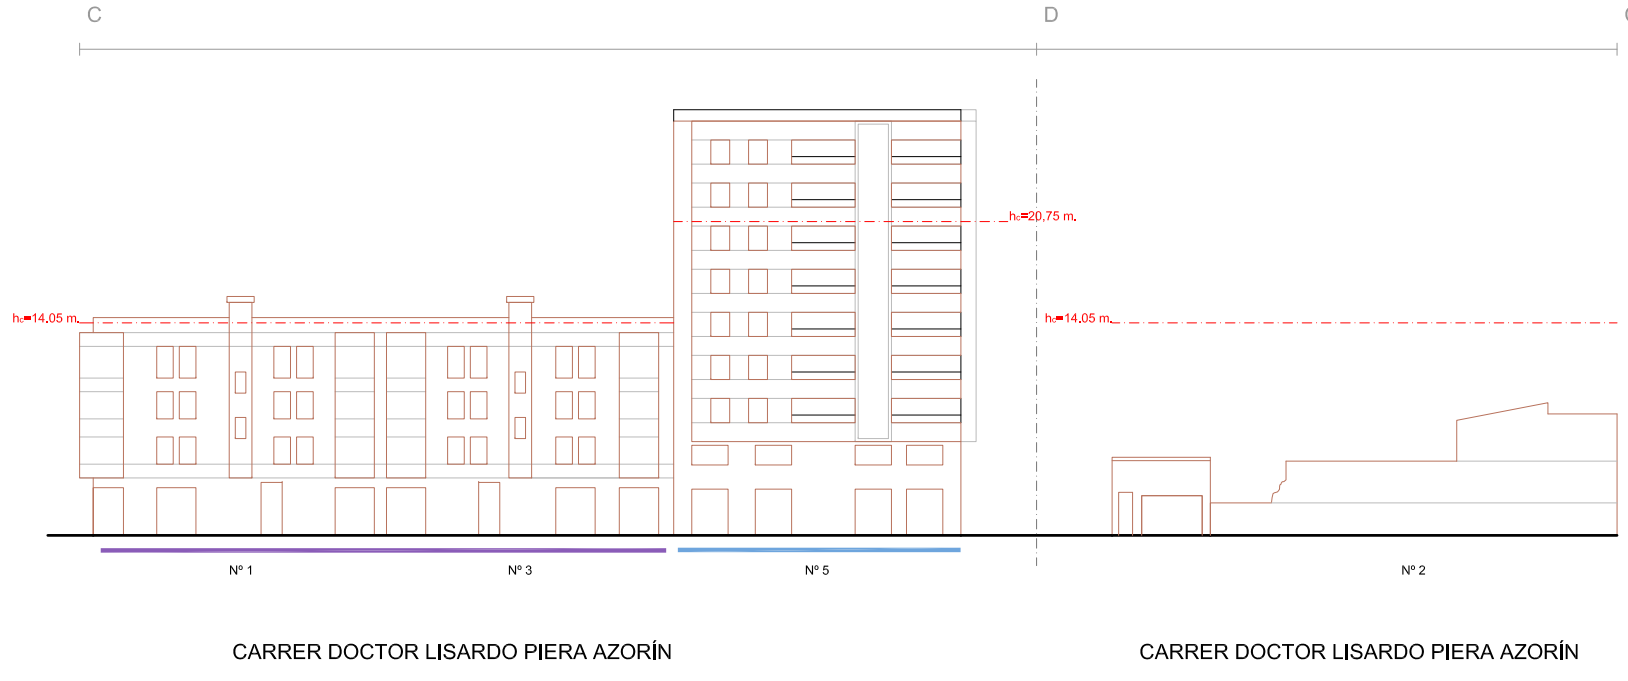 C
D
hc=20,75 m.
hc=14.05 m.
hc=14.05 m.
Nº 1
Nº 3
Nº 5
Nº 2
CARRER DOCTOR LISARDO PIERA AZORÍN
CARRER DOCTOR LISARDO PIERA AZORÍN